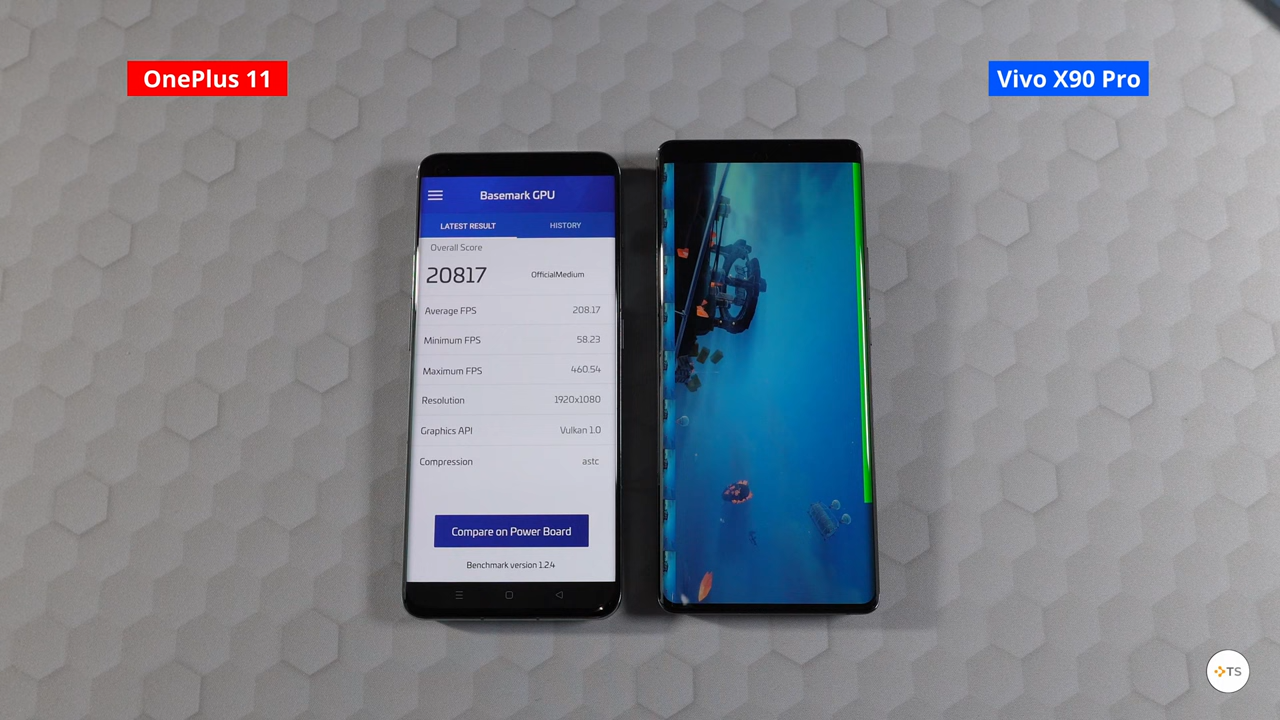 OnePlus 11
Vivo X90 Pro
Basemark GPU
LATEST RESULT HISTORY
Overall Score
20817 OfficialMedium
Average FPS 208.17
Minimum FPS 58.23
Maximum FPS 460.54
Resolution 1920x1080
Graphics API Vulkan 1.0
Compression astc
Compare on Power Board
Benchmark version 1.2.4
TS